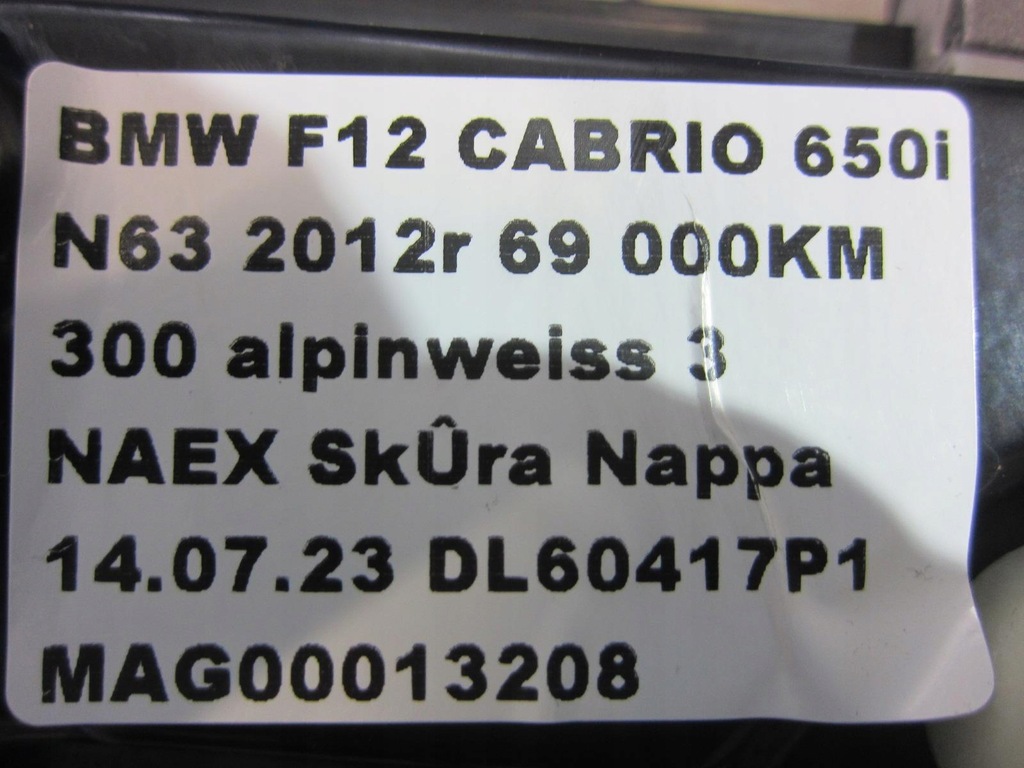 BMW F12 CABRIO 650i
N63 2012r 69 000KM
300 alpinweiss 3
NAEX SkÛra Nappa
14.07.23 DL60417P1
MAG00013208